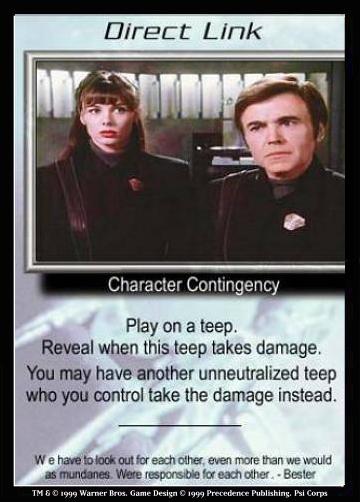 Direct Link
Character Contingency
Play on a teep.
Reveal when this teep takes damage.
You may have another unneutralized teep
who you control take the damage instead.
W e have to look out for each other, even more than we would
as mundanes. Were responsible for each other . - Bester
TM & © 1999 Warner Bros. Game Design © 1999 Precedence Publishing. Psi Corps